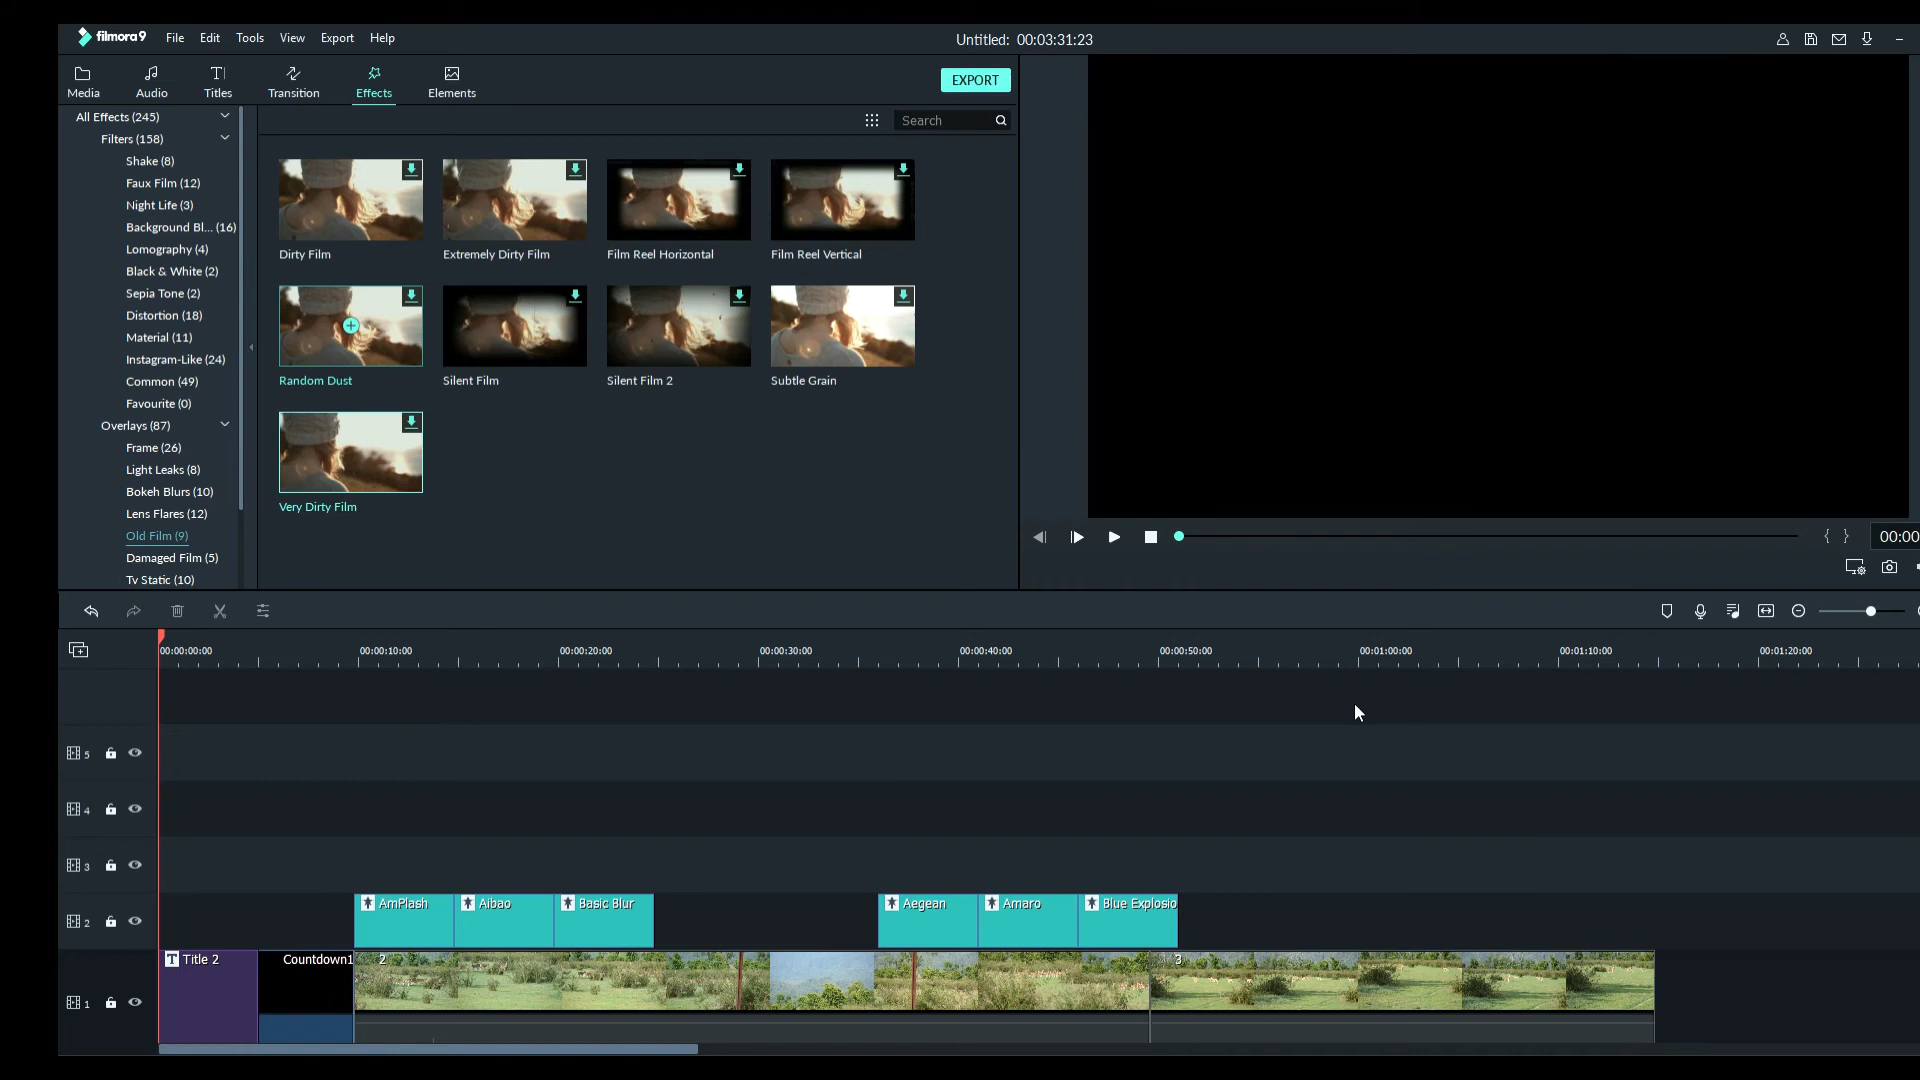 filmora9 File Edit Tools View Export Help
Untitled: 00:03:31:23
Media Audio Titles Transition Effects Elements
EXPORT
Search
All Effects (245)
Filters (158)
Shake (8)
Faux Film (12)
Night Life (3)
Background Bl... (16)
Lomography (4)
Black & White (2)
Sepia Tone (2)
Distortion (18)
Material (11)
Instagram-Like (24)
Common (49)
Favourite (0)
Overlays (87)
Frame (26)
Light Leaks (8)
Bokeh Blurs (10)
Lens Flares (12)
Old Film (9)
Damaged Film (5)
Tv Static (10)
Dirty Film Extremely Dirty Film Film Reel Horizontal Film Reel Vertical
Random Dust Silent Film Silent Film 2 Subtle Grain
Very Dirty Film
{ } 00:00
00:00:00:00 00:00:10:00 00:00:20:00 00:00:30:00 00:00:40:00 00:00:50:00 00:01:00:00 00:01:10:00 00:01:20:00
5
4
3
2 AmPlash Aibao Basic Blur Aegean Amaro Blue Explosio
T Title 2 Countdown1 2 3
1